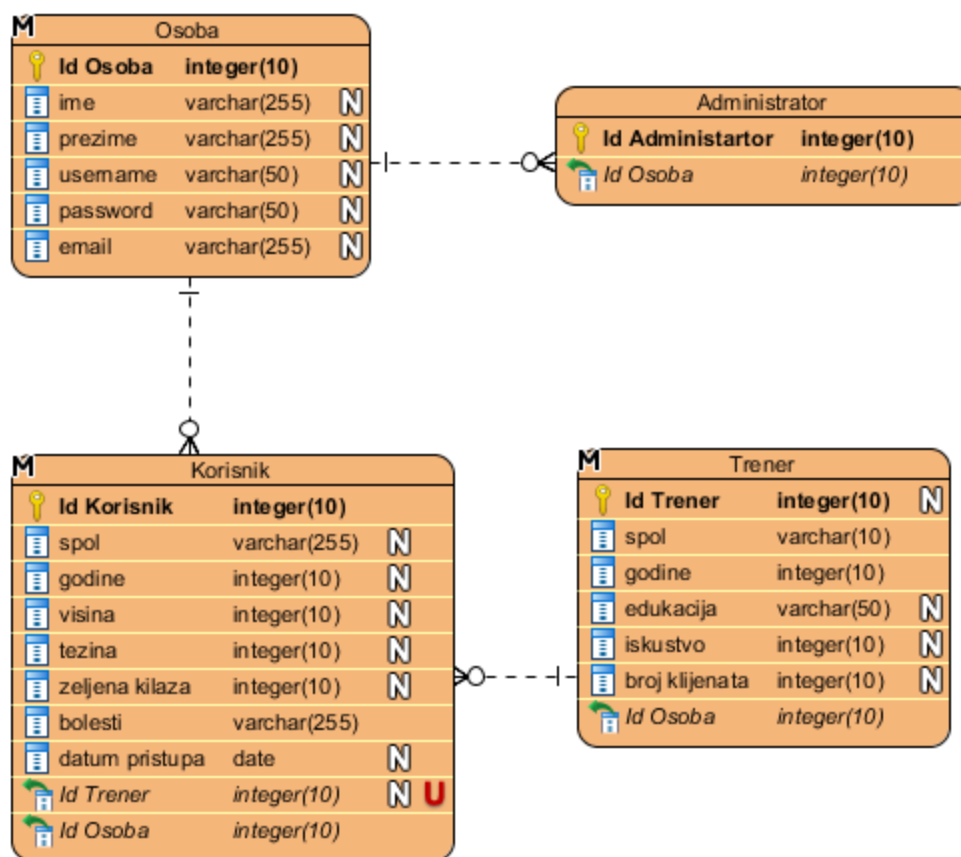 M
Osoba
Id Osoba integer(10)
ime varchar(255) N
prezime varchar(255) N
username varchar(50) N
password varchar(50) N
email varchar(255) N
Administrator
Id Administartor integer(10)
Id Osoba integer(10)
M
Korisnik
Id Korisnik integer(10)
spol varchar(255) N
godine integer(10) N
visina integer(10) N
tezina integer(10) N
zeljena kilaza integer(10) N
bolesti varchar(255)
datum pristupa date N
Id Trener integer(10) N U
Id Osoba integer(10)
M
Trener
Id Trener integer(10) N
spol varchar(10)
godine integer(10)
edukacija varchar(50) N
iskustvo integer(10) N
broj klijenata integer(10) N
Id Osoba integer(10)